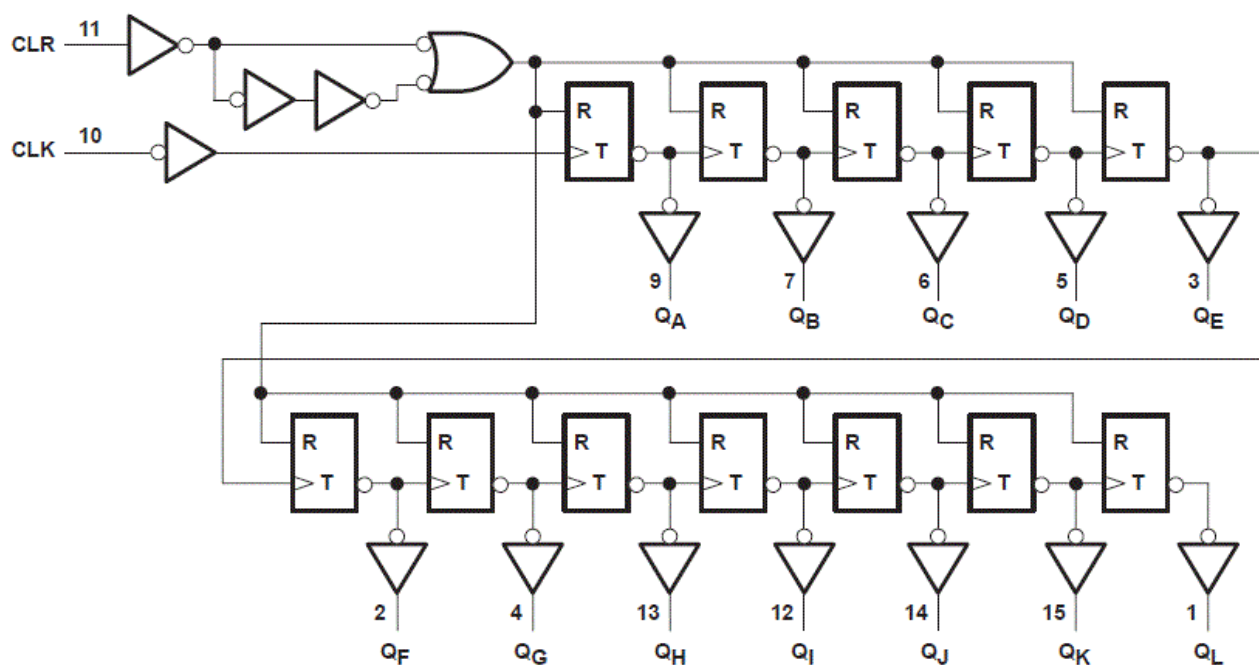 CLR 11
R R R R R
CLK 10
T T T T T
9 7 6 5 3
QA QB QC QD QE
R R R R R R R
T T T T T T T
2 4 13 12 14 15 1
QF QG QH QI QJ QK QL